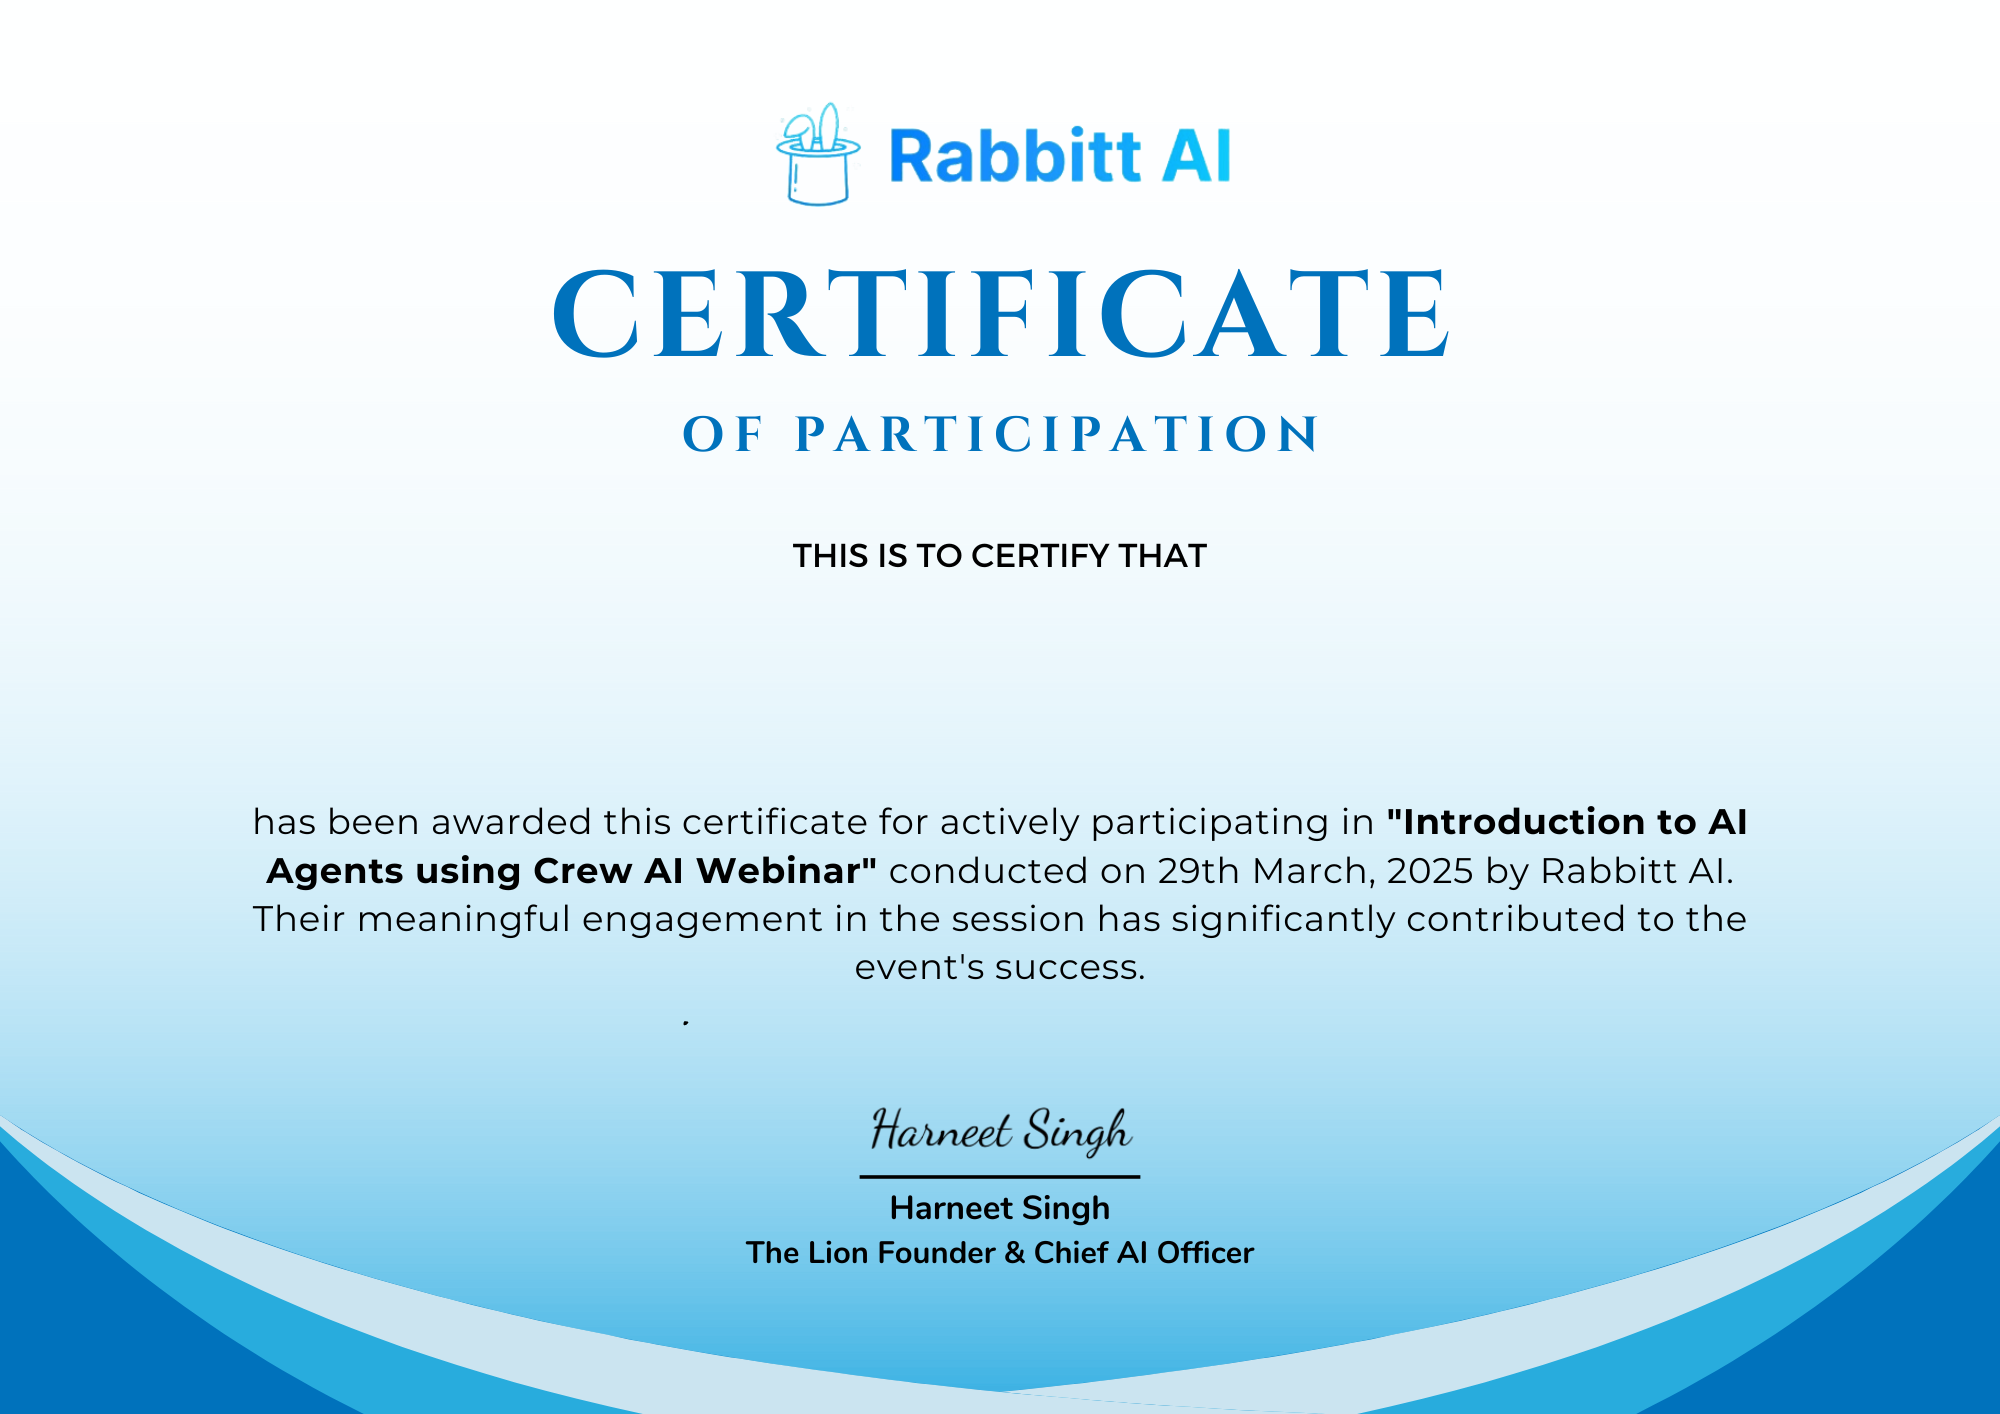 Rabbitt AI
CERTIFICATE
OF PARTICIPATION
THIS IS TO CERTIFY THAT
has been awarded this certificate for actively participating in "Introduction to AI
Agents using Crew AI Webinar" conducted on 29th March, 2025 by Rabbitt AI.
Their meaningful engagement in the session has significantly contributed to the
event's success.
.
Harneet Singh
Harneet Singh
The Lion Founder & Chief AI Officer